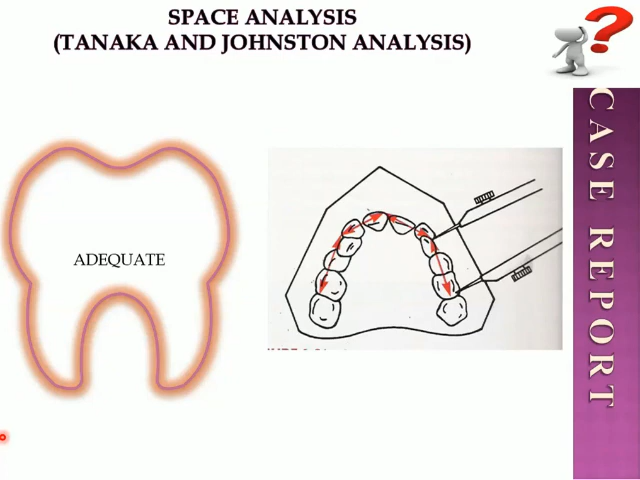 SPACE ANALYSIS
(TANAKA AND JOHNSTON ANALYSIS)
ADEQUATE
CASE REPORT